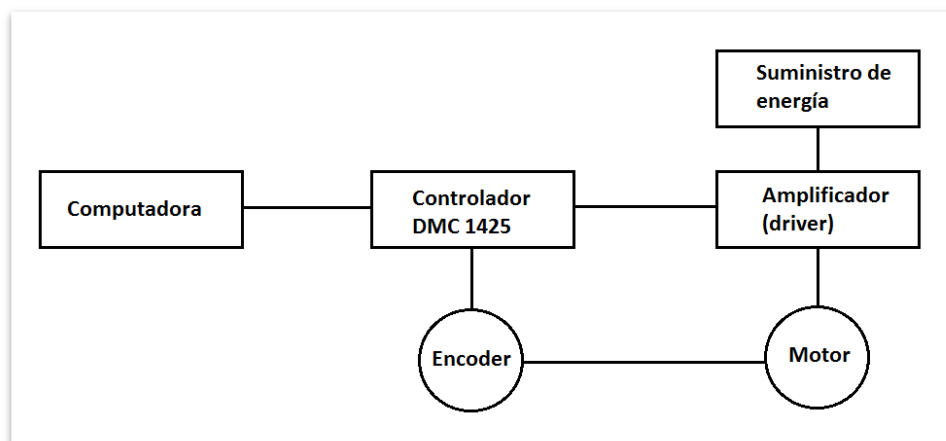 Suministro de
energía
Computadora
Controlador
DMC 1425
Amplificador
(driver)
Encoder
Motor